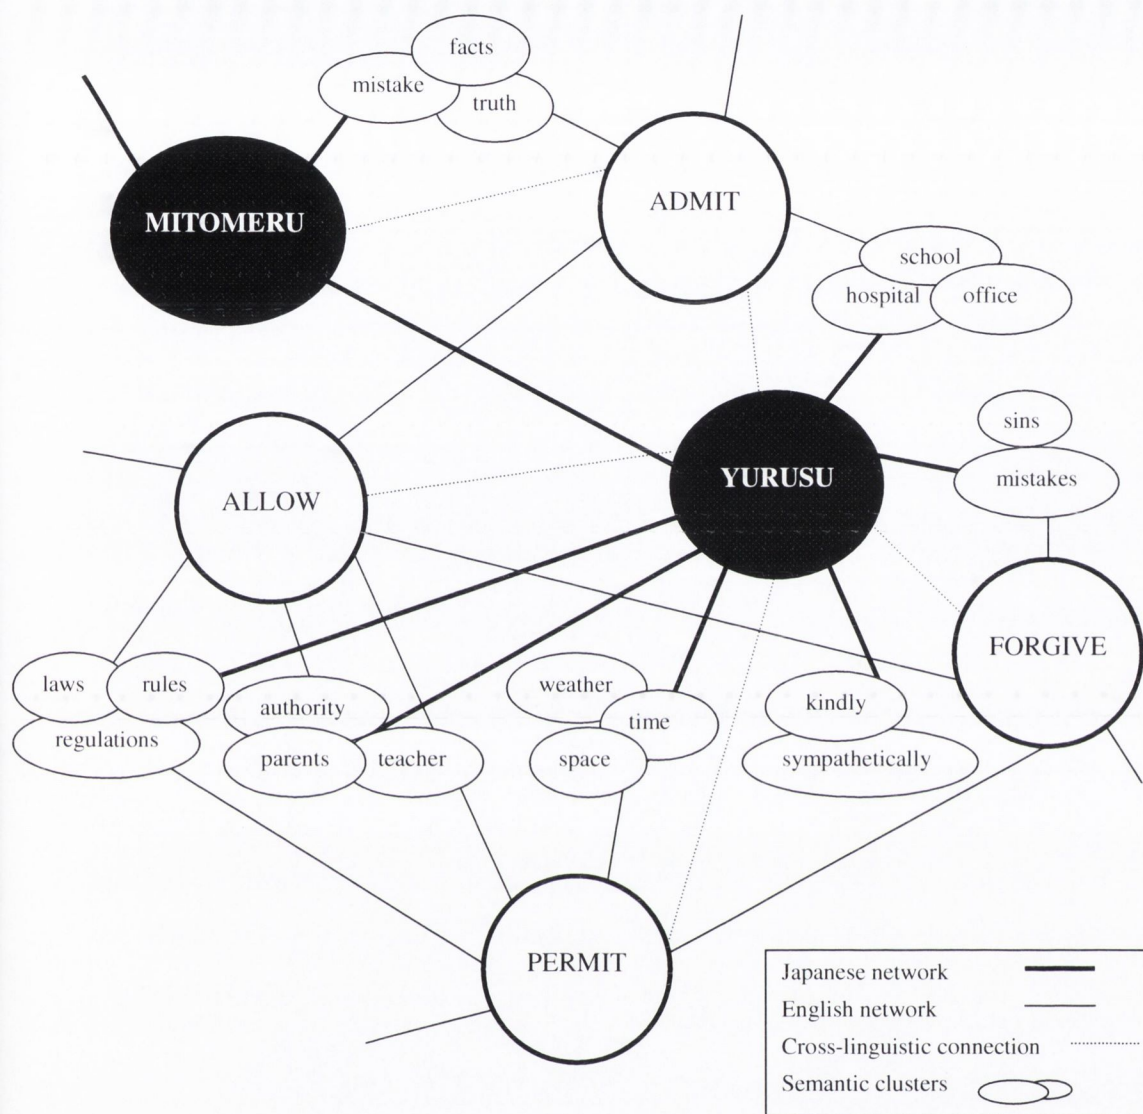 facts
mistake
truth
MITOMERU
ADMIT
school
hospital
office
sins
mistakes
YURUSU
ALLOW
FORGIVE
laws
rules
regulations
authority
parents
teacher
weather
time
space
kindly
sympathetically
PERMIT
Japanese network
English network
Cross-linguistic connection
Semantic clusters